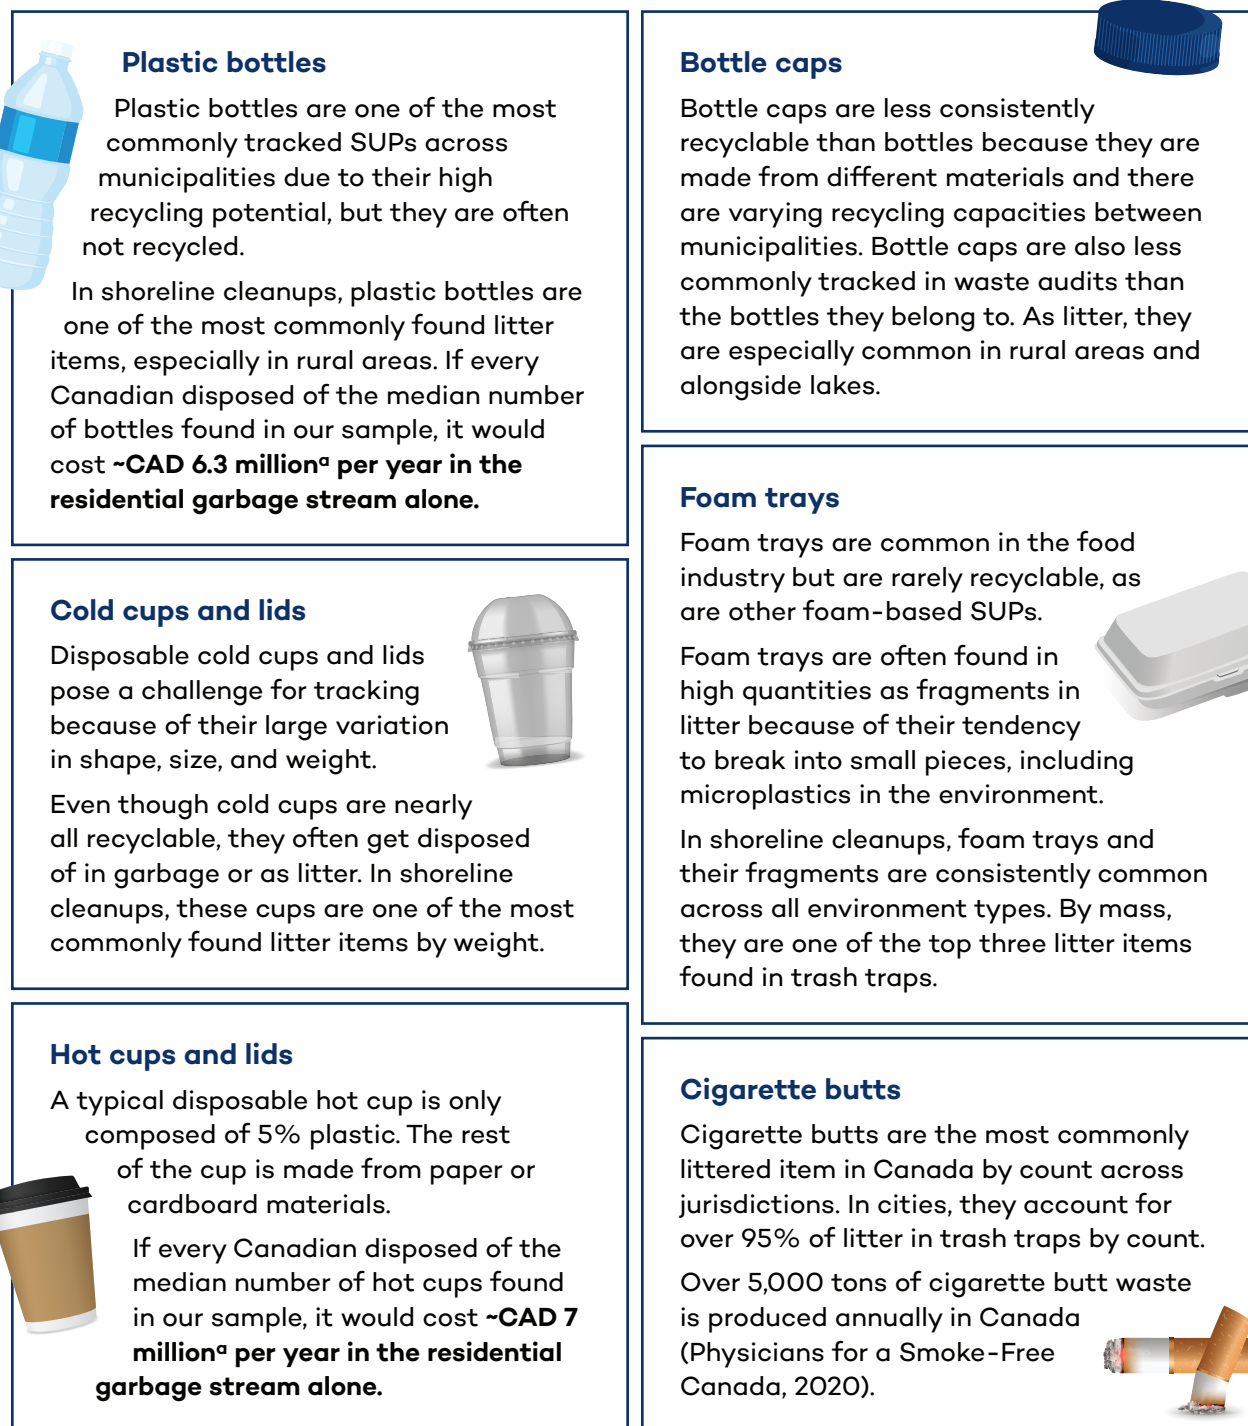 Plastic bottles
Plastic bottles are one of the most
commonly tracked SUPs across
municipalities due to their high
recycling potential, but they are often
not recycled.
In shoreline cleanups, plastic bottles are
one of the most commonly found litter
items, especially in rural areas. If every
Canadian disposed of the median number
of bottles found in our sample, it would
cost ~CAD 6.3 millionᵃ per year in the
residential garbage stream alone.
Cold cups and lids
Disposable cold cups and lids
pose a challenge for tracking
because of their large variation
in shape, size, and weight.
Even though cold cups are nearly
all recyclable, they often get disposed
of in garbage or as litter. In shoreline
cleanups, these cups are one of the most
commonly found litter items by weight.
Hot cups and lids
A typical disposable hot cup is only
composed of 5% plastic. The rest
of the cup is made from paper or
cardboard materials.
If every Canadian disposed of the
median number of hot cups found
in our sample, it would cost ~CAD 7
millionᵃ per year in the residential
garbage stream alone.
Bottle caps
Bottle caps are less consistently
recyclable than bottles because they are
made from different materials and there
are varying recycling capacities between
municipalities. Bottle caps are also less
commonly tracked in waste audits than
the bottles they belong to. As litter, they
are especially common in rural areas and
alongside lakes.
Foam trays
Foam trays are common in the food
industry but are rarely recyclable, as
are other foam-based SUPs.
Foam trays are often found in
high quantities as fragments in
litter because of their tendency
to break into small pieces, including
microplastics in the environment.
In shoreline cleanups, foam trays and
their fragments are consistently common
across all environment types. By mass,
they are one of the top three litter items
found in trash traps.
Cigarette butts
Cigarette butts are the most commonly
littered item in Canada by count across
jurisdictions. In cities, they account for
over 95% of litter in trash traps by count.
Over 5,000 tons of cigarette butt waste
is produced annually in Canada
(Physicians for a Smoke-Free
Canada, 2020).